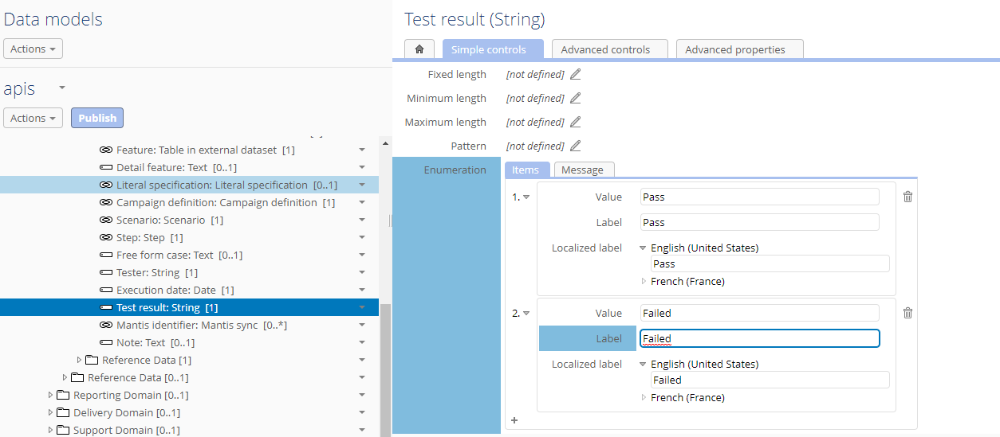 Data models
Actions
apis
Actions
Publish
Feature: Table in external dataset [1]
Detail feature: Text [0..1]
Literal specification: Literal specification [0..1]
Campaign definition: Campaign definition [1]
Scenario: Scenario [1]
Step: Step [1]
Free form case: Text [0..1]
Tester: String [1]
Execution date: Date [1]
Test result: String [1]
Mantis identifier: Mantis sync [0..*]
Note: Text [0..1]
Reference Data [1]
Reference Data [0..1]
Reporting Domain [0..1]
Delivery Domain [0..1]
Support Domain [0..1]
Test result (String)
Simple controls
Advanced controls
Advanced properties
Fixed length [not defined]
Minimum length [not defined]
Maximum length [not defined]
Pattern [not defined]
Enumeration
Items
Message
1.
Value Pass
Label Pass
Localized label English (United States)
Pass
French (France)
2.
Value Failed
Label Failed
Localized label English (United States)
Failed
French (France)
+